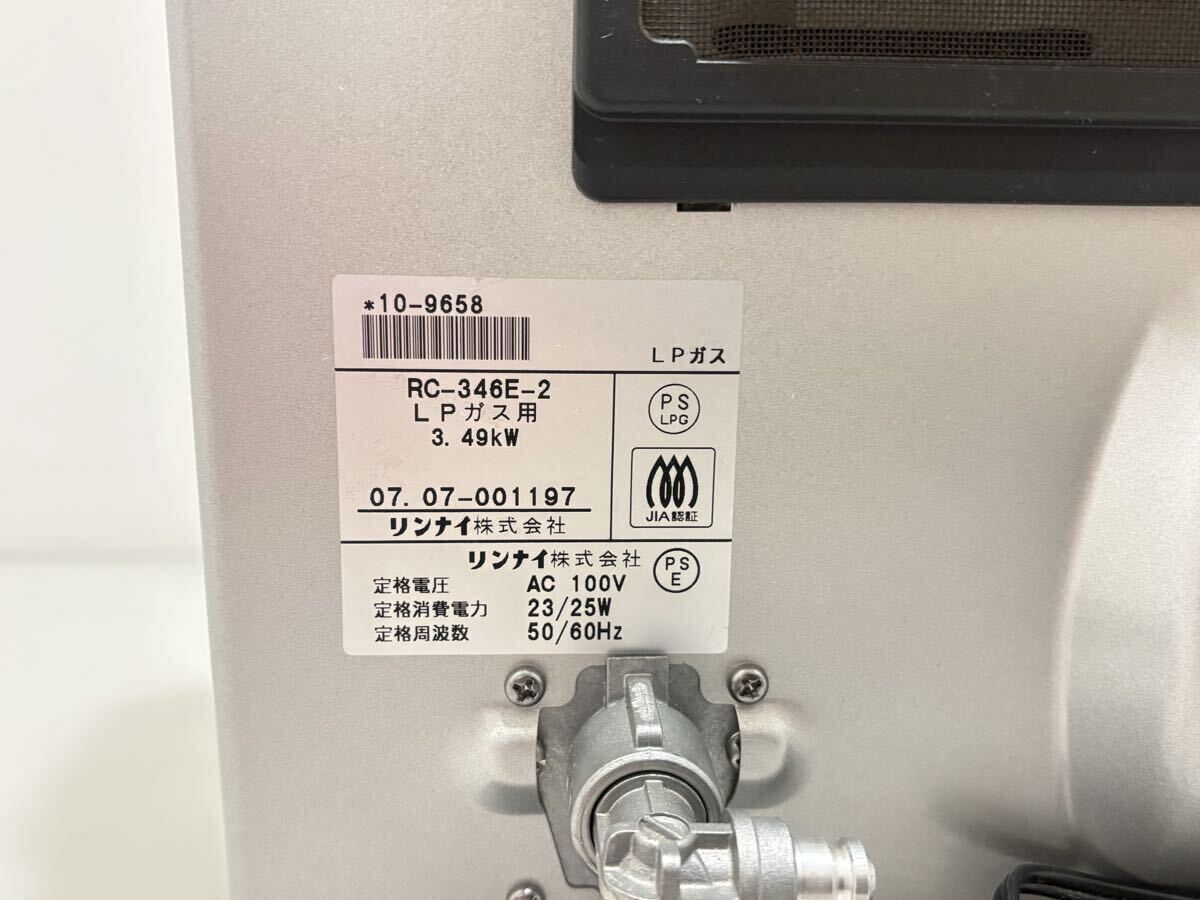 *10-9658
LPガス
RC-346E-2
LPガス用
3.49kW
07.07-001197
リンナイ株式会社
PS
LPG
JIA認証
リンナイ株式会社
PS
E
定格電圧 AC 100V
定格消費電力 23/25W
定格周波数 50/60Hz